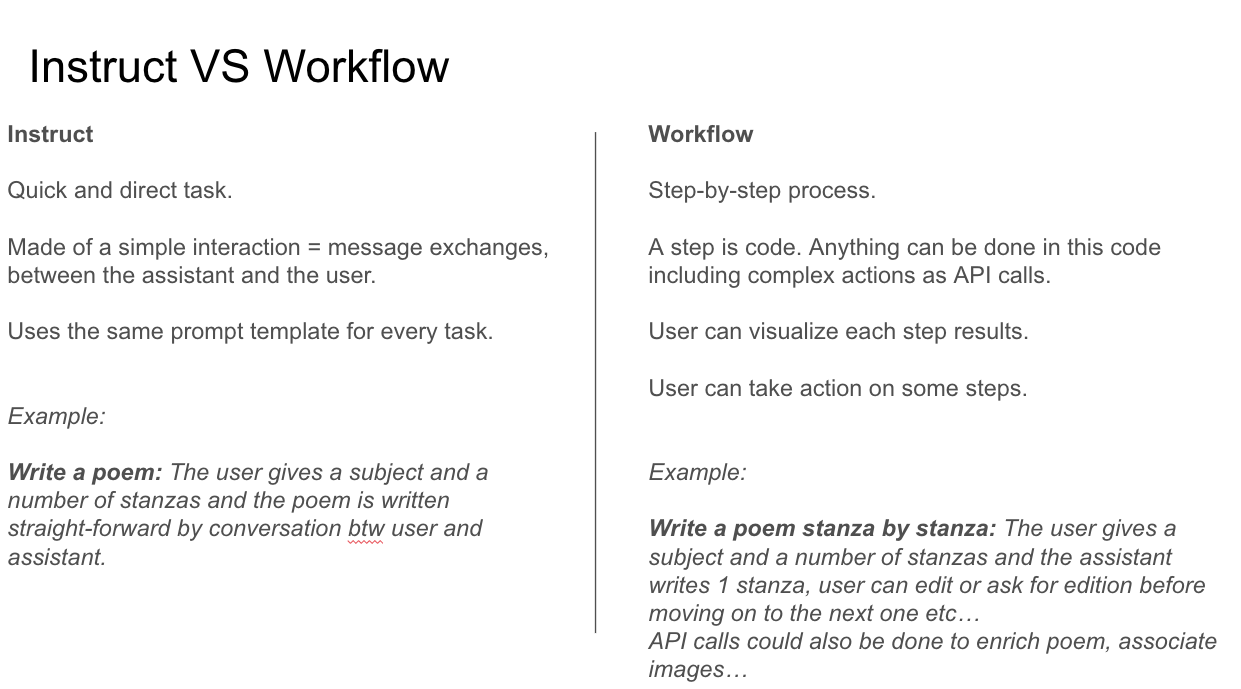 Instruct VS Workflow
Instruct
Quick and direct task.
Made of a simple interaction = message exchanges,
between the assistant and the user.
Uses the same prompt template for every task.
Example:
Write a poem: The user gives a subject and a
number of stanzas and the poem is written
straight-forward by conversation btw user and
assistant.
Workflow
Step-by-step process.
A step is code. Anything can be done in this code
including complex actions as API calls.
User can visualize each step results.
User can take action on some steps.
Example:
Write a poem stanza by stanza: The user gives a
subject and a number of stanzas and the assistant
writes 1 stanza, user can edit or ask for edition before
moving on to the next one etc…
API calls could also be done to enrich poem, associate
images…